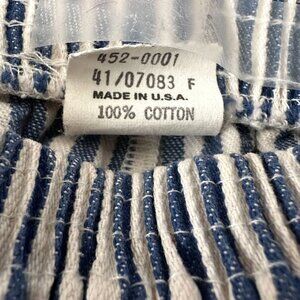 452-0001
41/07083 F
MADE IN U.S.A.
100% COTTON